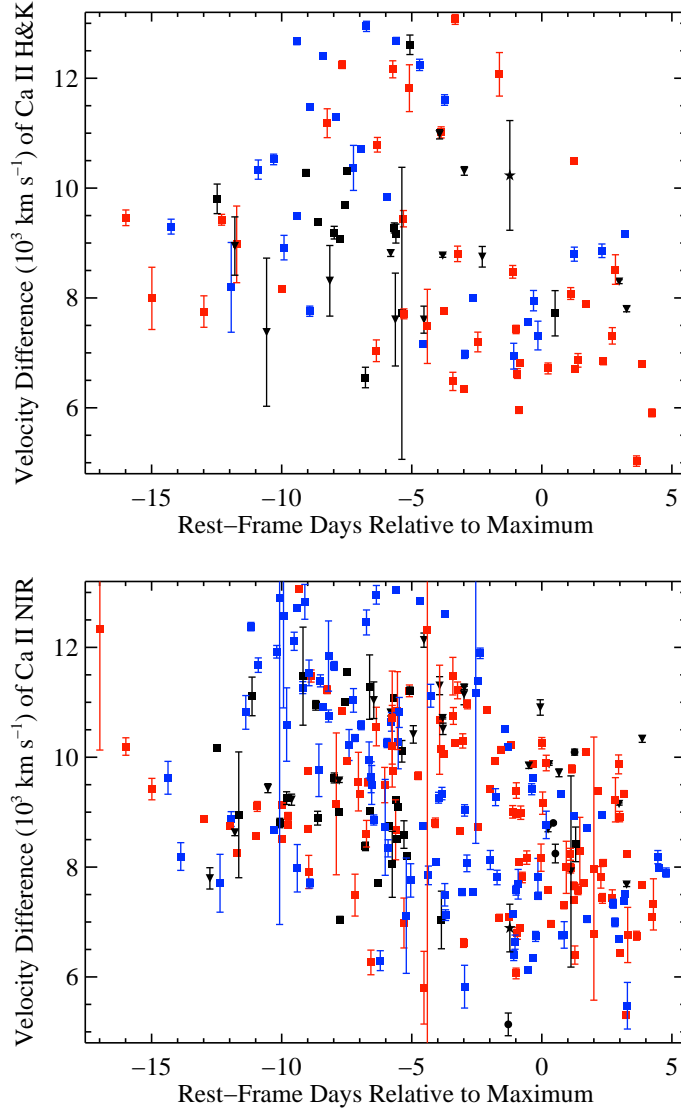 Velocity Difference (10³ km s⁻¹) of Ca II H&K
12
10
8
6
−15 −10 −5 0 5
Rest−Frame Days Relative to Maximum
Velocity Difference (10³ km s⁻¹) of Ca II NIR
12
10
8
6
−15 −10 −5 0 5
Rest−Frame Days Relative to Maximum